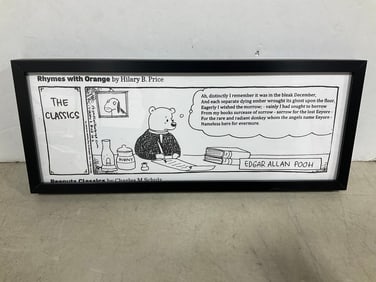 Rhymes with Orange by Hilary B. Price
THE
CLASSICS
Ah, distinctly I remember it was in the bleak December,
And each separate dying ember wrought its ghost upon the floor,
Eagerly I wished the morrow; - vainly I had sought to borrow
From my books surcease of sorrow - sorrow for the lost Eeyore -
For the rare and radiant donkey whom the angels name Eeyore -
Nameless here for evermore.
HUNNY
EDGAR ALLAN POOH
Peanuts Classics by Charles M. Schulz